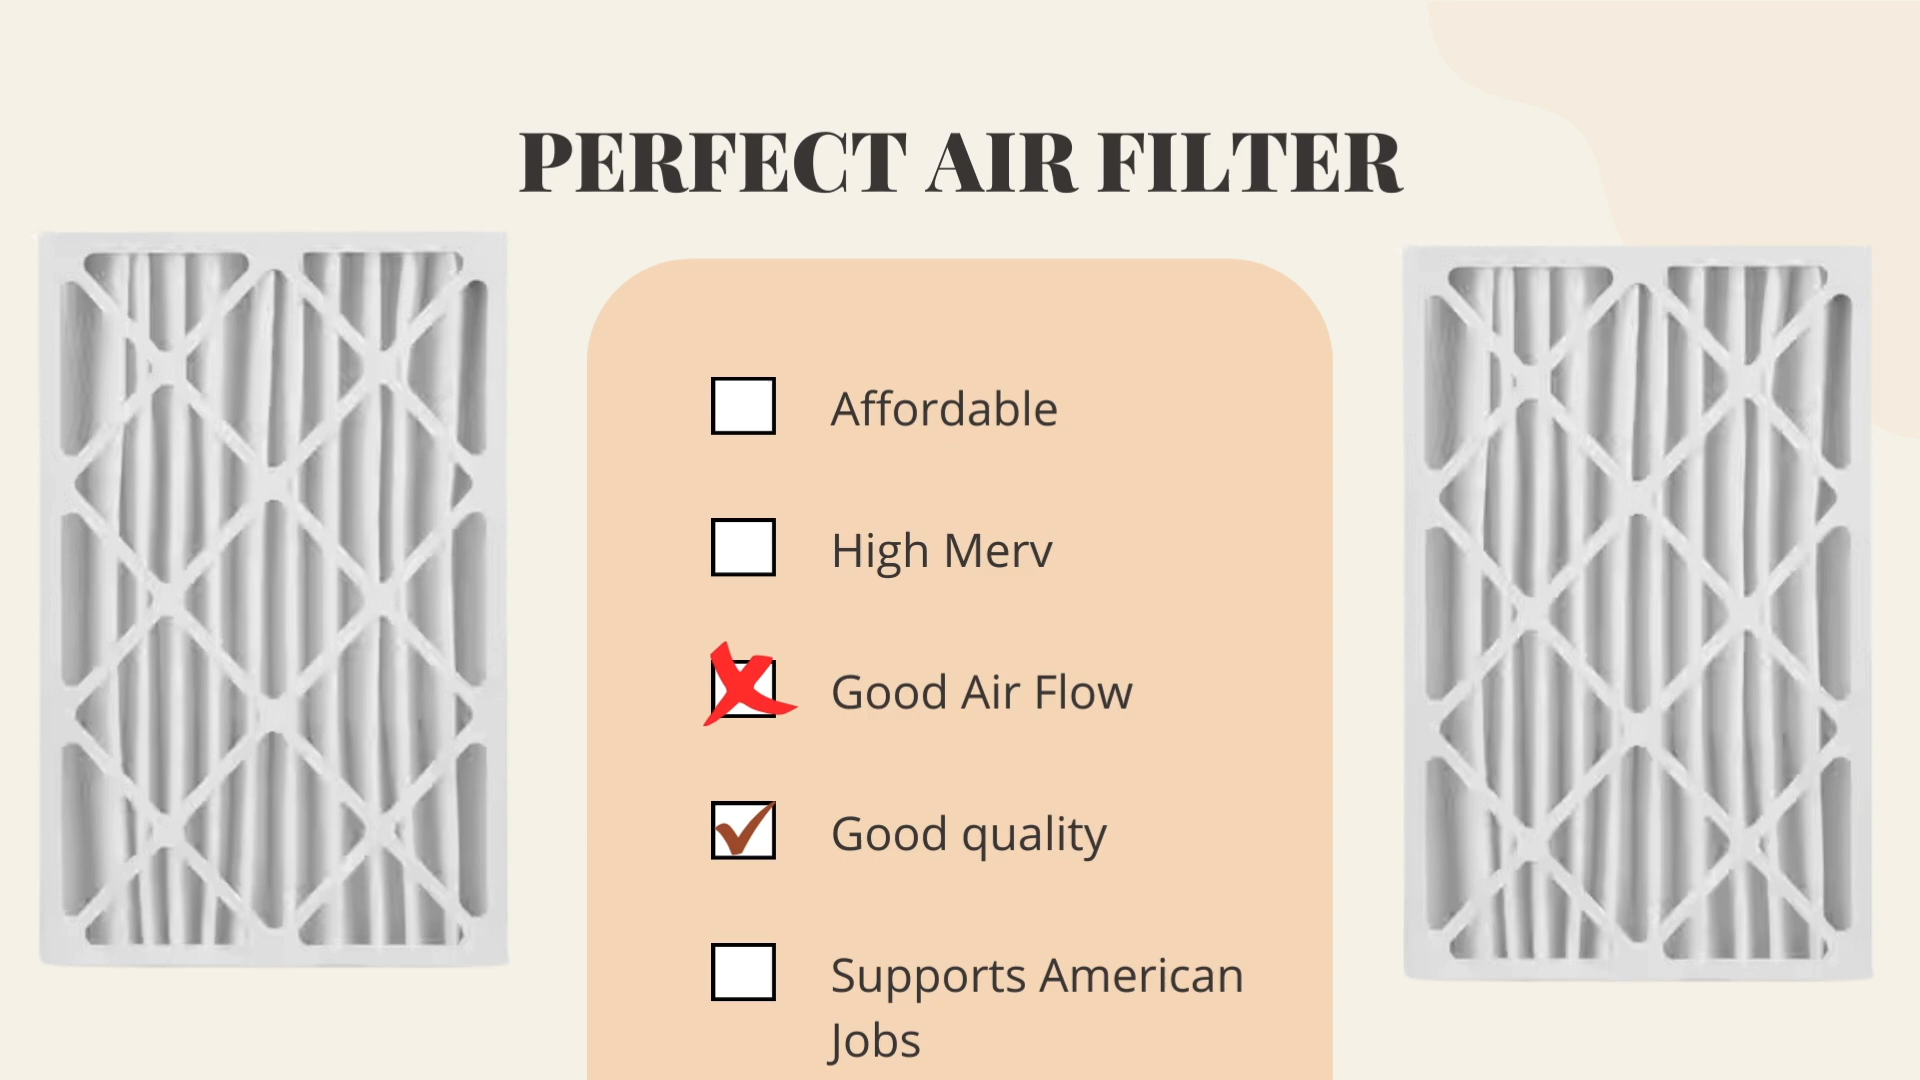 PERFECT AIR FILTER
Affordable
High Merv
Good Air Flow
Good quality
Supports American
Jobs